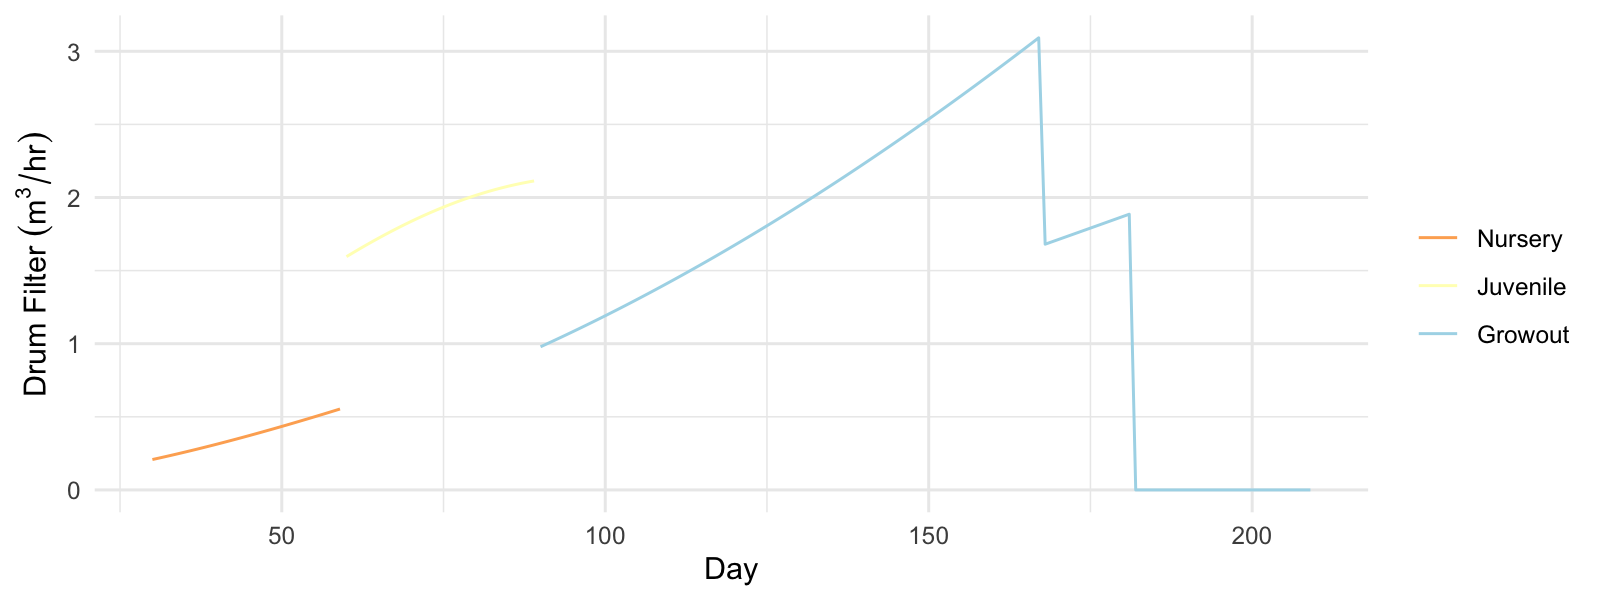 Drum Filter (m³/hr)
3
2
1
0
50 100 150 200
Day
Nursery
Juvenile
Growout